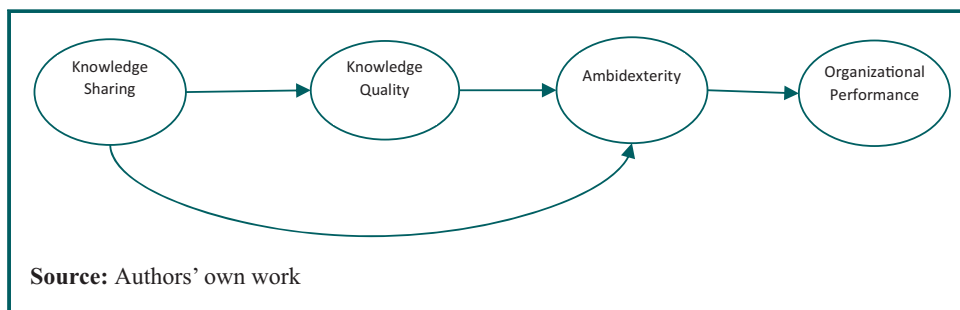 Knowledge
Sharing
Knowledge
Quality
Ambidexterity
Organizational
Performance
Source: Authors' own work